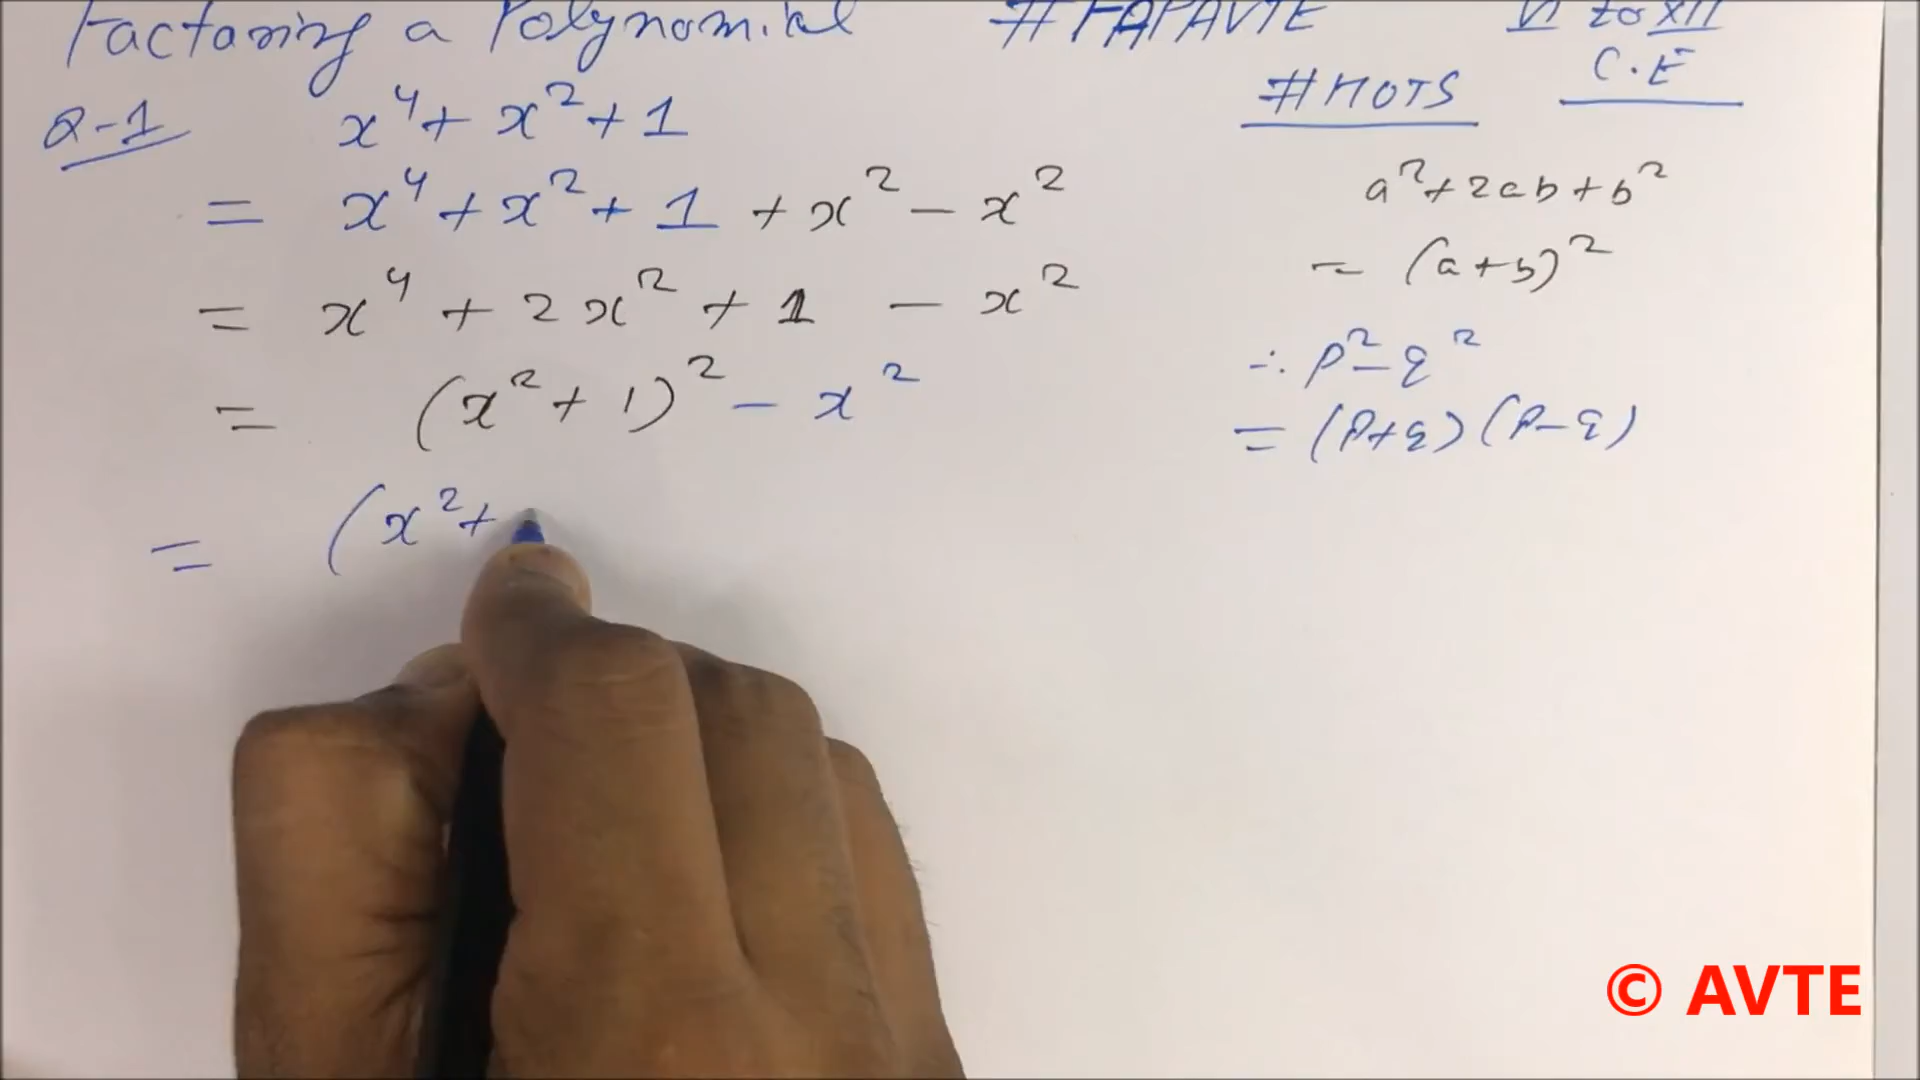 Factoring a Polynomial #FAPAVTE VI to XII
C.E
#HOTS
Q-1 x⁴ + x² + 1
= x⁴ + x² + 1 + x² - x²
= x⁴ + 2x² + 1 - x²
= (x² + 1)² - x²
= (x² +
a² + 2ab + b²
= (a+b)²
∴ p² - q²
= (p+q)(p-q)
© AVTE